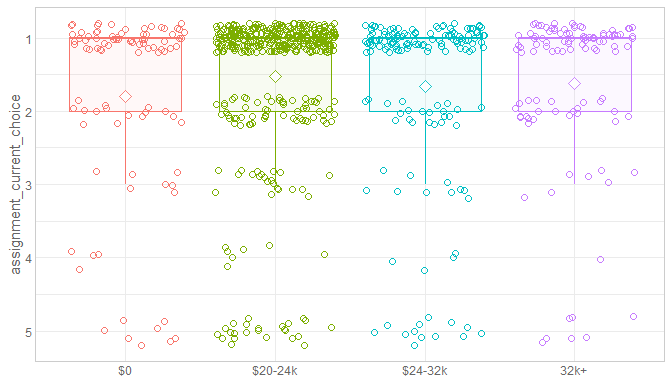 assignment_current_choice
1
2
3
4
5
$0
$20-24k
$24-32k
32k+